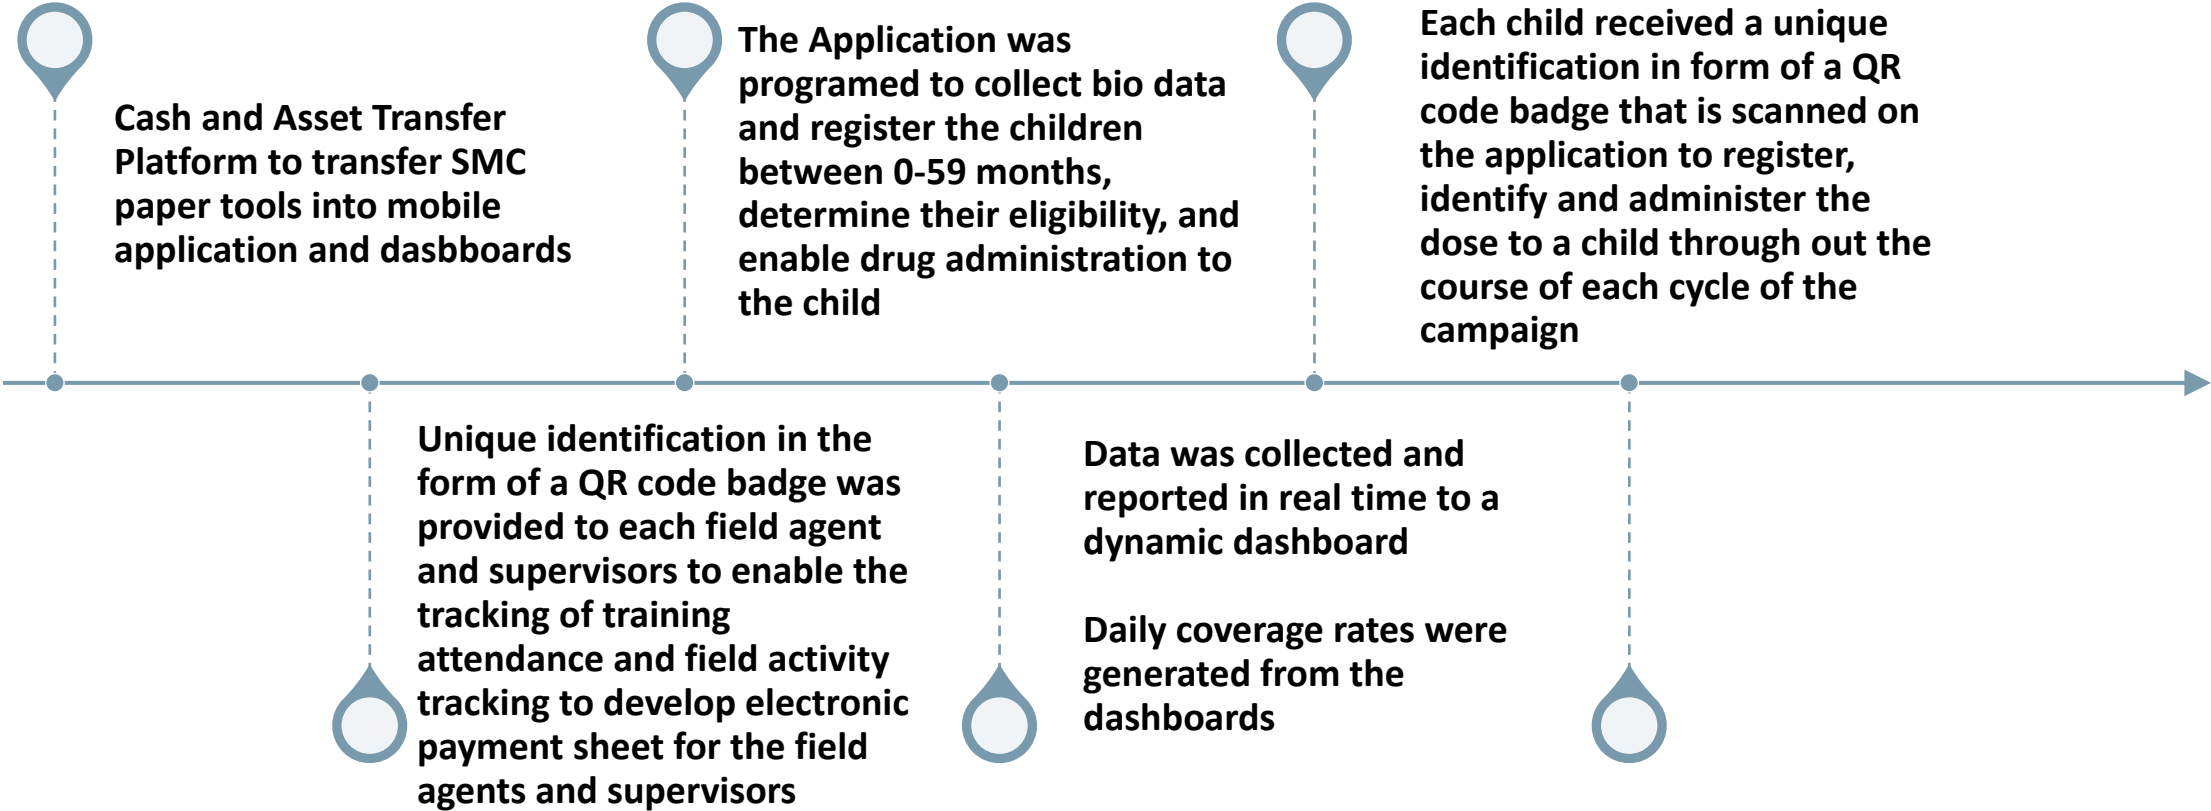 Cash and Asset Transfer
Platform to transfer SMC
paper tools into mobile
application and dasbboards
Unique identification in the
form of a QR code badge was
provided to each field agent
and supervisors to enable the
tracking of training
attendance and field activity
tracking to develop electronic
payment sheet for the field
agents and supervisors
The Application was
programed to collect bio data
and register the children
between 0-59 months,
determine their eligibility, and
enable drug administration to
the child
Data was collected and
reported in real time to a
dynamic dashboard
Daily coverage rates were
generated from the
dashboards
Each child received a unique
identification in form of a QR
code badge that is scanned on
the application to register,
identify and administer the
dose to a child through out the
course of each cycle of the
campaign